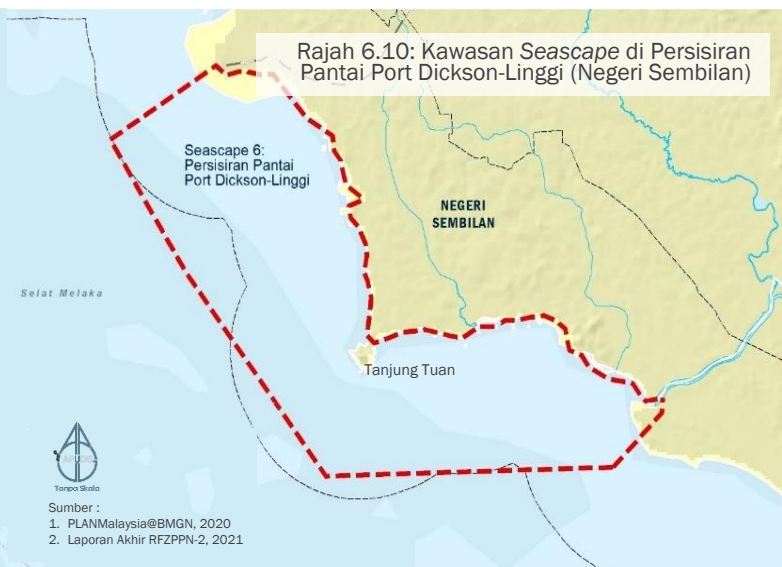 Rajah 6.10: Kawasan Seascape di Persisiran
Pantai Port Dickson-Linggi (Negeri Sembilan)
Seascape 6:
Persisiran Pantai
Port Dickson-Linggi
NEGERI
SEMBILAN
Selat Melaka
Tanjung Tuan
Tanpa Skala
Sumber :
1. PLANMalaysia@BMGN, 2020
2. Laporan Akhir RFZPPN-2, 2021